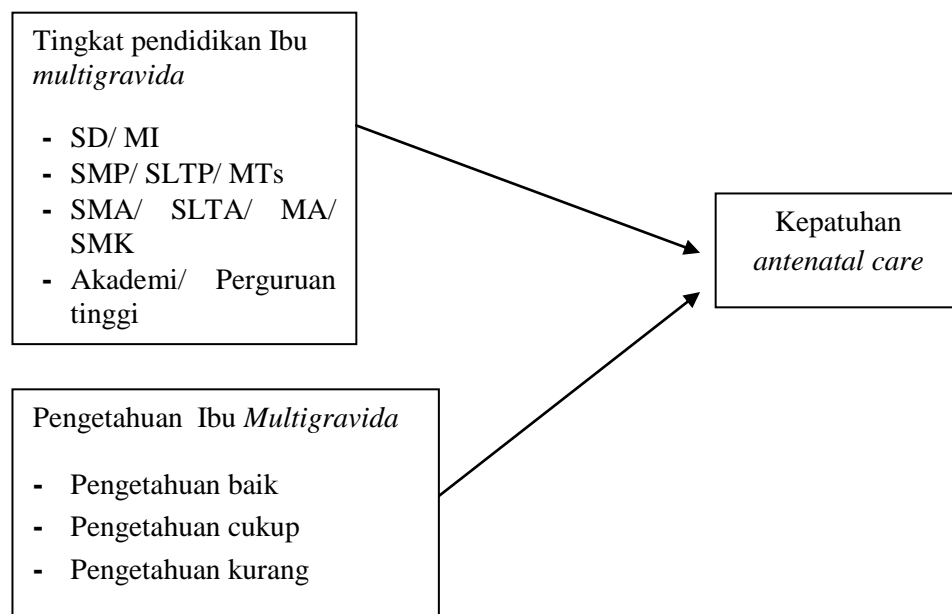 Tingkat pendidikan Ibu
multigravida
- SD/ MI
- SMP/ SLTP/ MTs
- SMA/ SLTA/ MA/
SMK
- Akademi/ Perguruan
tinggi
Kepatuhan
antenatal care
Pengetahuan Ibu Multigravida
- Pengetahuan baik
- Pengetahuan cukup
- Pengetahuan kurang